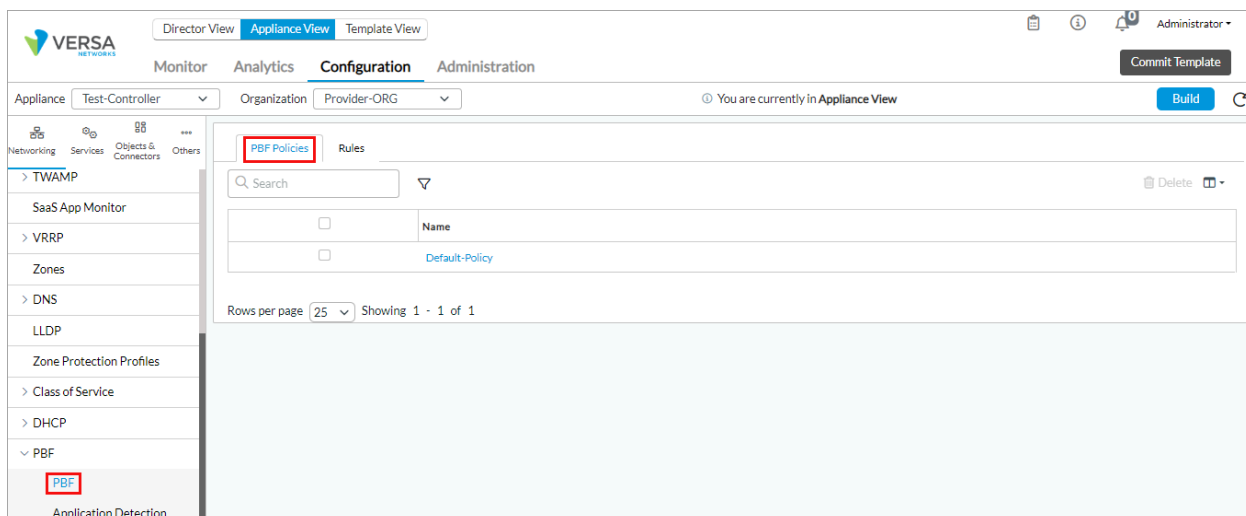 Director View Appliance View Template View
0
Administrator
VERSA
NETWORKS
Monitor Analytics Configuration Administration
Commit Template
Appliance Test-Controller Organization Provider-ORG You are currently in Appliance View Build
Networking Services Objects & Connectors Others
PBF Policies Rules
> TWAMP
Search
Delete
SaaS App Monitor
Name
> VRRP
Default-Policy
Zones
> DNS
Rows per page 25 Showing 1 - 1 of 1
LLDP
Zone Protection Profiles
> Class of Service
> DHCP
PBF
PBF
Application Detection